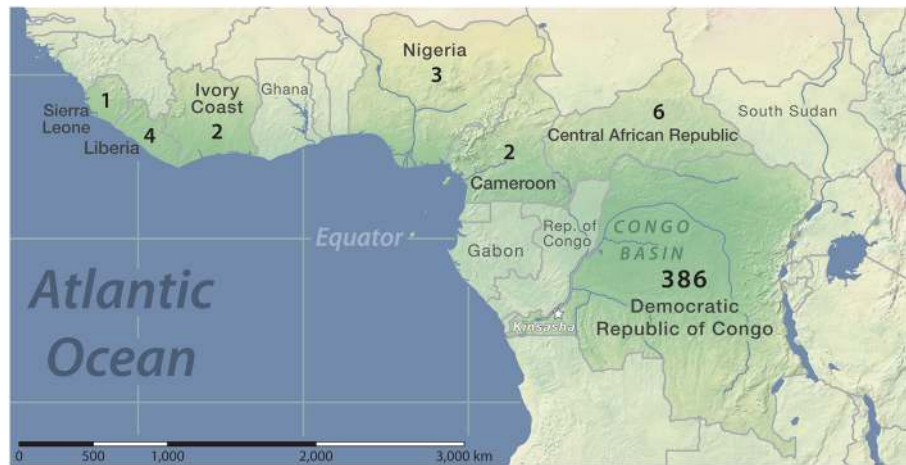 Nigeria
3
Ivory
Coast
2
Ghana
1
Sierra
Leone
4
Liberia
6
Central African Republic
South Sudan
2
Cameroon
Equator
Gabon
Rep. of
Congo
CONGO
BASIN
386
Democratic
Republic of Congo
Kinsasha
Atlantic
Ocean
0
500
1,000
2,000
3,000 km